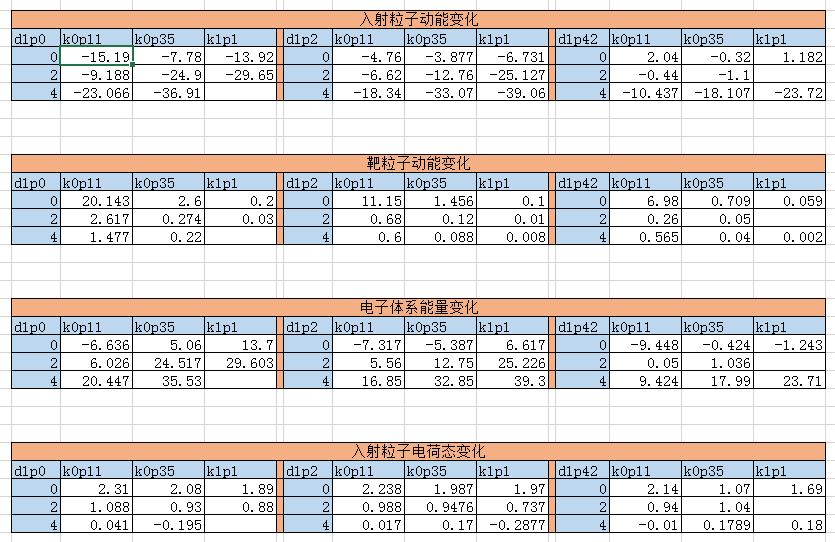 入射粒子动能变化
d1p0 k0p11 k0p35 k1p1 d1p2 k0p11 k0p35 k1p1 d1p42 k0p11 k0p35 k1p1
0 -15.19 -7.78 -13.92 0 -4.76 -3.877 -6.731 0 2.04 -0.32 1.182
2 -9.188 -24.9 -29.65 2 -6.62 -12.76 -25.127 2 -0.44 -1.1
4 -23.066 -36.91 4 -18.34 -33.07 -39.06 4 -10.437 -18.107 -23.72
靶粒子动能变化
d1p0 k0p11 k0p35 k1p1 d1p2 k0p11 k0p35 k1p1 d1p42 k0p11 k0p35 k1p1
0 20.143 2.6 0.2 0 11.15 1.456 0.1 0 6.98 0.709 0.059
2 2.617 0.274 0.03 2 0.68 0.12 0.01 2 0.26 0.05
4 1.477 0.22 4 0.6 0.088 0.008 4 0.565 0.04 0.002
电子体系能量变化
d1p0 k0p11 k0p35 k1p1 d1p2 k0p11 k0p35 k1p1 d1p42 k0p11 k0p35 k1p1
0 -6.636 5.06 13.7 0 -7.317 -5.387 6.617 0 -9.448 -0.424 -1.243
2 6.026 24.517 29.603 2 5.56 12.75 25.226 2 0.05 1.036
4 20.447 35.53 4 16.85 32.85 39.3 4 9.424 17.99 23.71
入射粒子电荷态变化
d1p0 k0p11 k0p35 k1p1 d1p2 k0p11 k0p35 k1p1 d1p42 k0p11 k0p35 k1p1
0 2.31 2.08 1.89 0 2.238 1.987 1.97 0 2.14 1.07 1.69
2 1.088 0.93 0.88 2 0.988 0.9476 0.737 2 0.94 1.04
4 0.041 -0.195 4 0.017 0.17 -0.2877 4 -0.01 0.1789 0.18